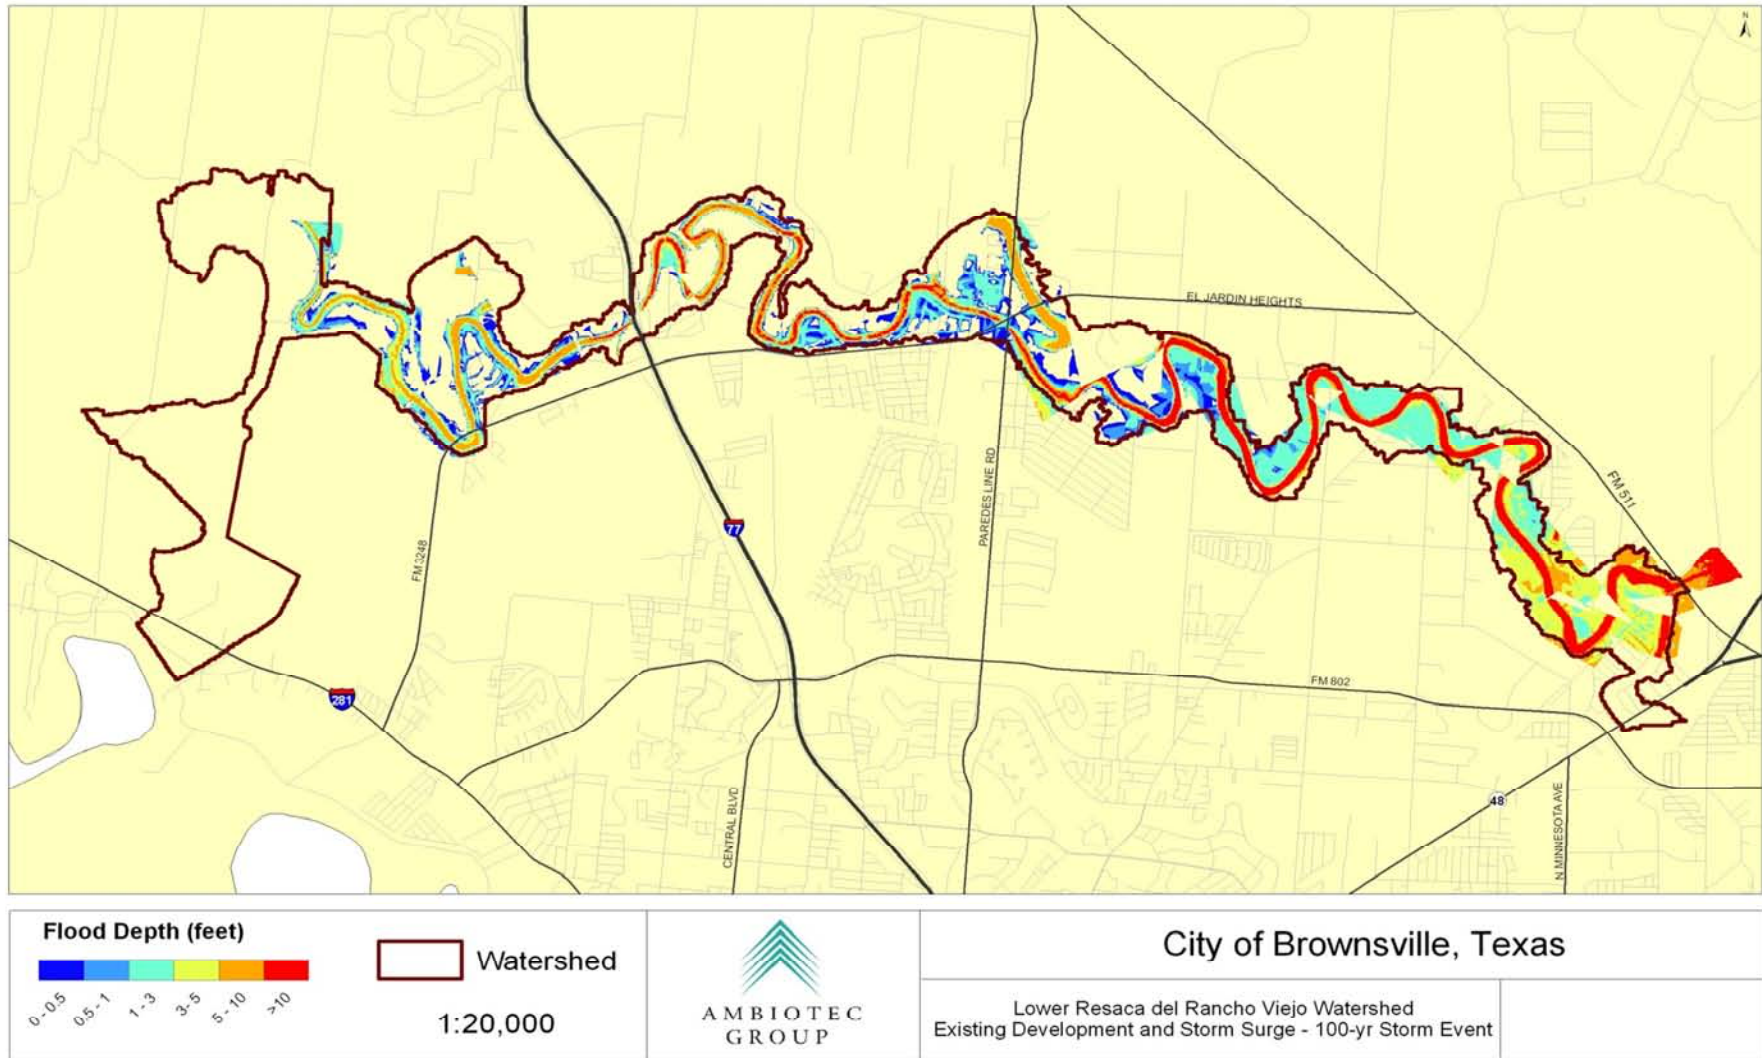 N
EL JARDIN HEIGHTS
FM 511
PAREDES LINE RD
77
FM 3248
281
FM 802
CENTRAL BLVD
48
N MINNESOTA AVE
Flood Depth (feet)
0 - 0.5
0.5 - 1
1 - 3
3 - 5
5 - 10
>10
Watershed
1:20,000
AMBIOTEC
GROUP
City of Brownsville, Texas
Lower Resaca del Rancho Viejo Watershed
Existing Development and Storm Surge - 100-yr Storm Event